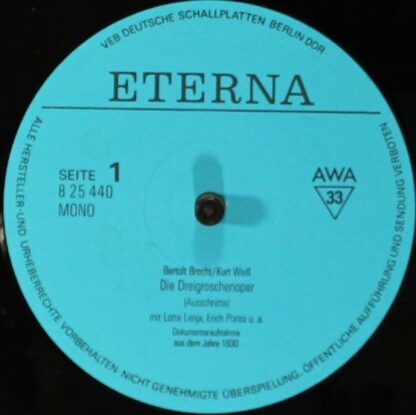 VEB DEUTSCHE SCHALLPLATTEN BERLIN DDR
ETERNA
SEITE 1
8 25 440
MONO
AWA
33
Bertolt Brecht/Kurt Weill
Die Dreigroschenoper
(Ausschnitte)
mit Lotte Lenja, Erich Ponto u. a.
Dokumentaraufnahme
aus dem Jahre 1930
ALLE HERSTELLER- UND URHEBERRECHTE VORBEHALTEN. NICHT GENEHMIGTE ÜBERSPIELUNG, ÖFFENTLICHE AUFFÜHRUNG UND SENDUNG VERBOTEN